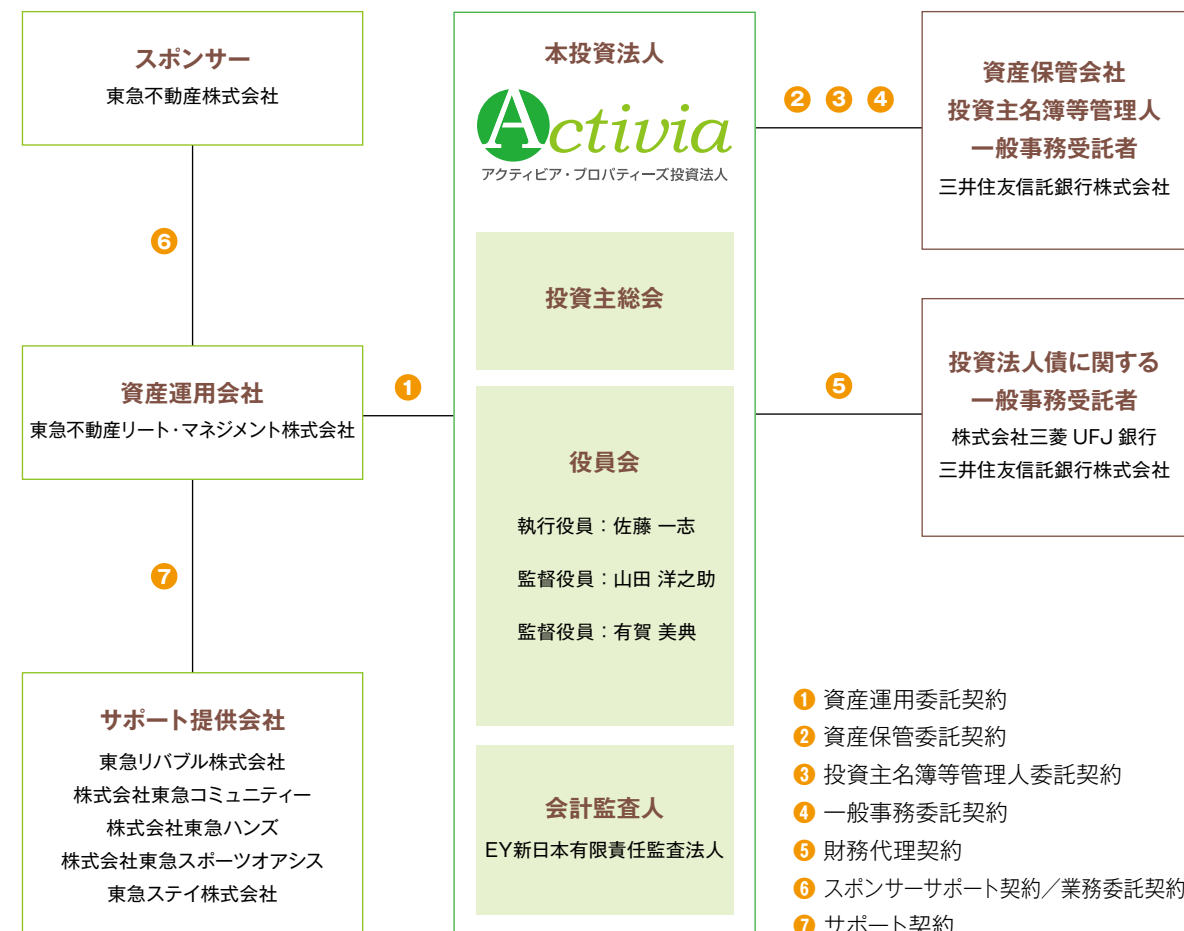 スポンサー
東急不動産株式会社
❻
資産運用会社
東急不動産リート・マネジメント株式会社
❶
❼
サポート提供会社
東急リバブル株式会社
株式会社東急コミュニティー
株式会社東急ハンズ
株式会社東急スポーツオアシス
東急ステイ株式会社
本投資法人
Activia
アクティビア・プロパティーズ投資法人
投資主総会
役員会
執行役員：佐藤 一志
監督役員：山田 洋之助
監督役員：有賀 美典
会計監査人
EY新日本有限責任監査法人
❷ ❸ ❹
資産保管会社
投資主名簿等管理人
一般事務受託者
三井住友信託銀行株式会社
❺
投資法人債に関する
一般事務受託者
株式会社三菱 UFJ 銀行
三井住友信託銀行株式会社
❶ 資産運用委託契約
❷ 資産保管委託契約
❸ 投資主名簿等管理人委託契約
❹ 一般事務委託契約
❺ 財務代理契約
❻ スポンサーサポート契約／業務委託契約
❼ サポート契約